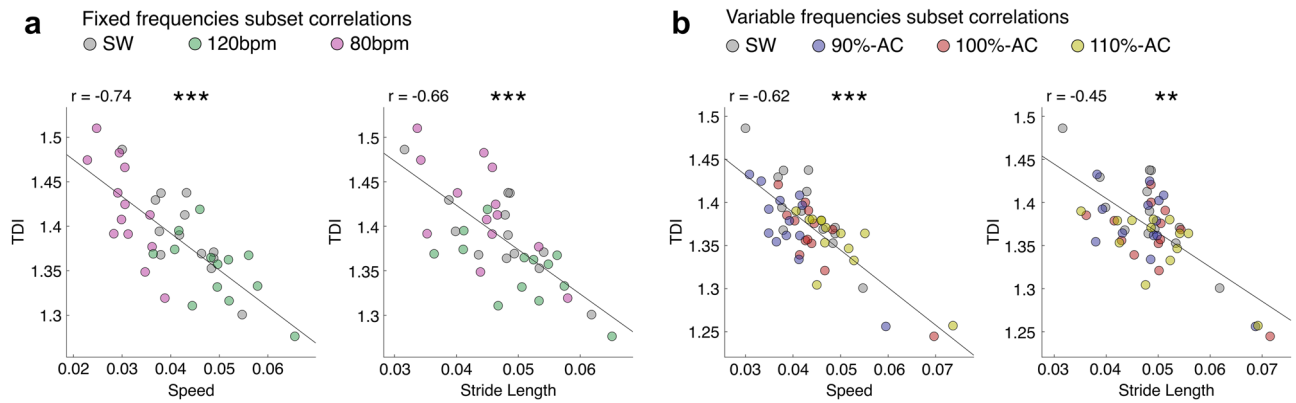 a
Fixed frequencies subset correlations
SW 120bpm 80bpm
r = -0.74 ***
1.5
1.45
1.4
1.35
1.3
TDI
0.02 0.03 0.04 0.05 0.06
Speed
r = -0.66 ***
1.5
1.45
1.4
1.35
1.3
TDI
0.03 0.04 0.05 0.06
Stride Length
b
Variable frequencies subset correlations
SW 90%-AC 100%-AC 110%-AC
r = -0.62 ***
1.5
1.45
1.4
1.35
1.3
1.25
TDI
0.03 0.04 0.05 0.06 0.07
Speed
r = -0.45 **
1.5
1.45
1.4
1.35
1.3
1.25
TDI
0.03 0.04 0.05 0.06 0.07
Stride Length